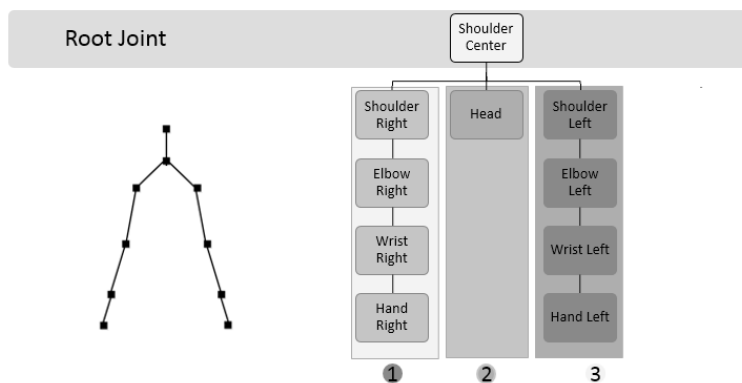 Root Joint
Shoulder
Center
Shoulder
Right
Head
Shoulder
Left
Elbow
Right
Elbow
Left
Wrist
Right
Wrist Left
Hand
Right
Hand Left
1
2
3